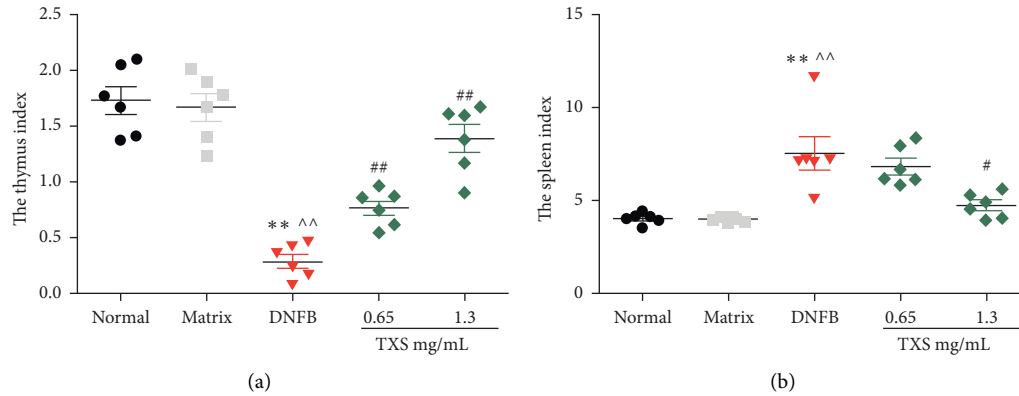 The thymus index
2.5
2.0
1.5
1.0
0.5
0.0
** ^^
##
##
Normal Matrix DNFB 0.65 1.3
TXS mg/mL
(a)
The spleen index
15
10
5
0
** ^^
#
Normal Matrix DNFB 0.65 1.3
TXS mg/mL
(b)